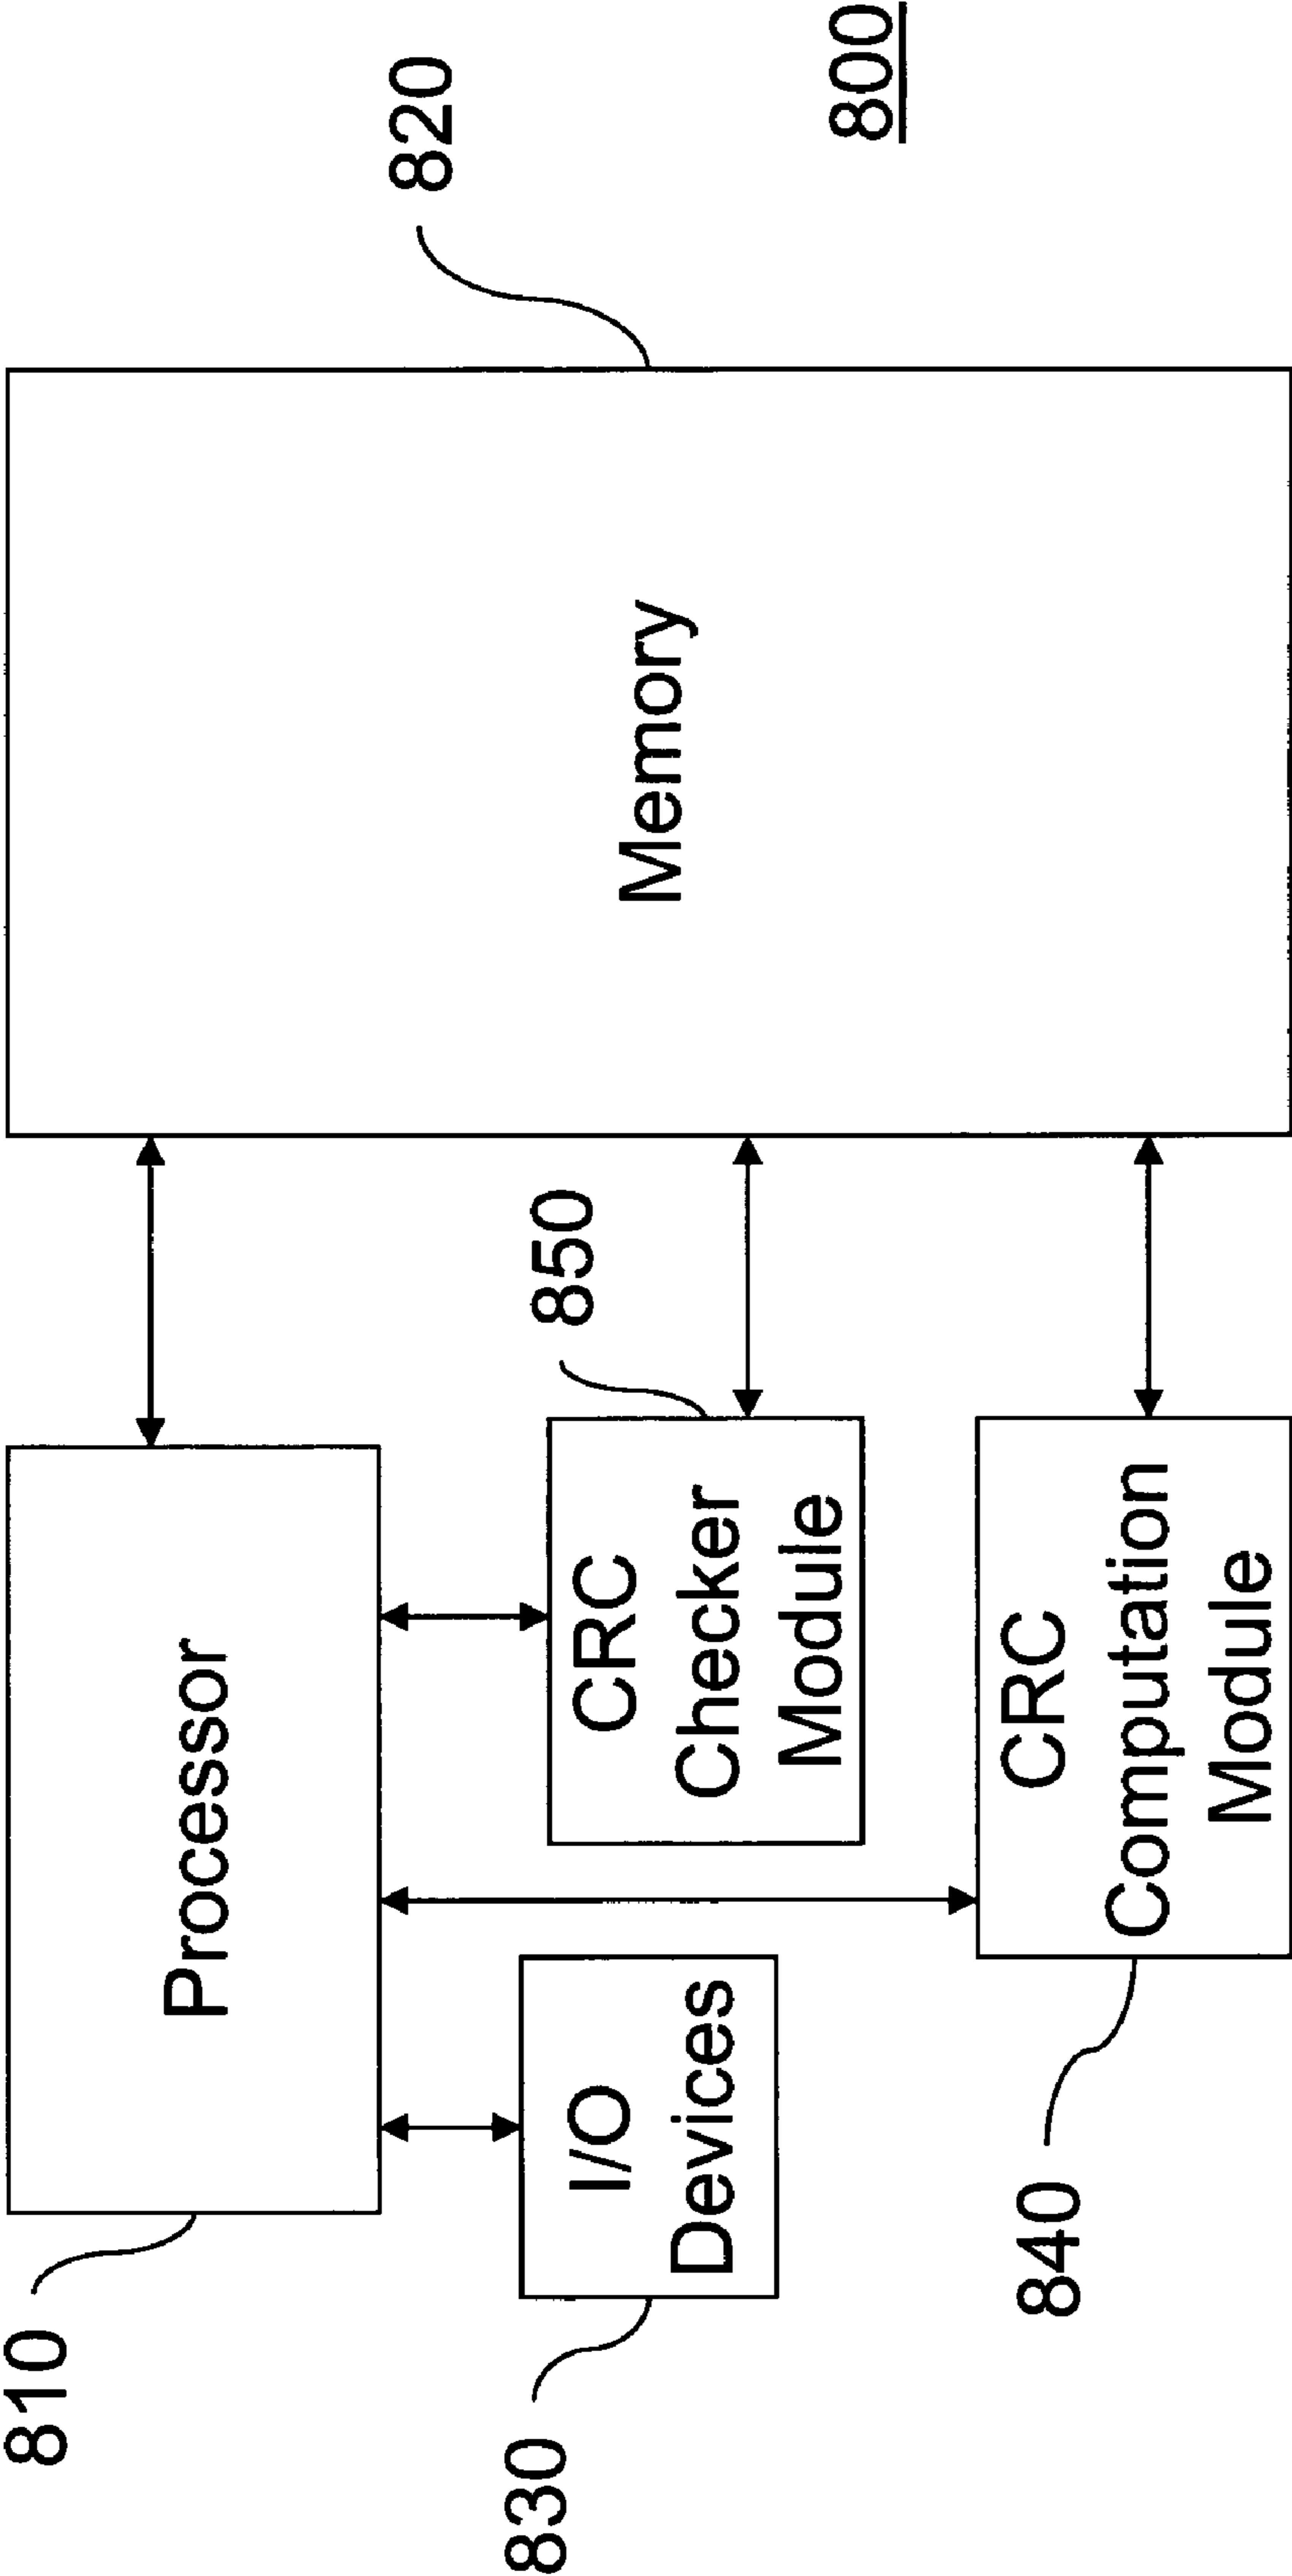 810
Processor
820
Memory
850
CRC
Checker
Module
830
I/O
Devices
840
CRC
Computation
Module
800